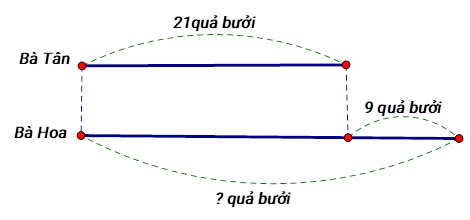 21quả bưởi
Bà Tân
9 quả bưởi
Bà Hoa
? quả bưởi